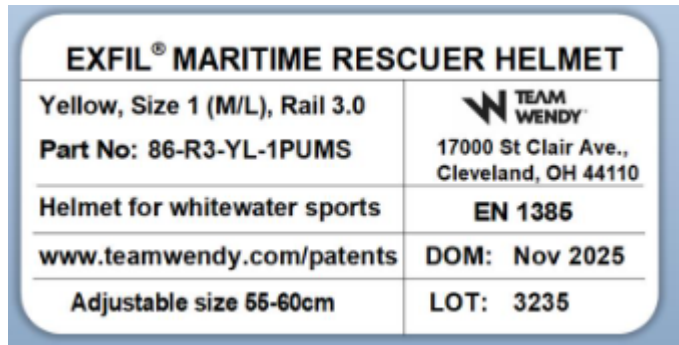 EXFIL® MARITIME RESCUER HELMET
Yellow, Size 1 (M/L), Rail 3.0
Part No: 86-R3-YL-1PUMS
TEAM
WENDY
17000 St Clair Ave.,
Cleveland, OH 44110
Helmet for whitewater sports
EN 1385
www.teamwendy.com/patents
DOM: Nov 2025
Adjustable size 55-60cm
LOT: 3235